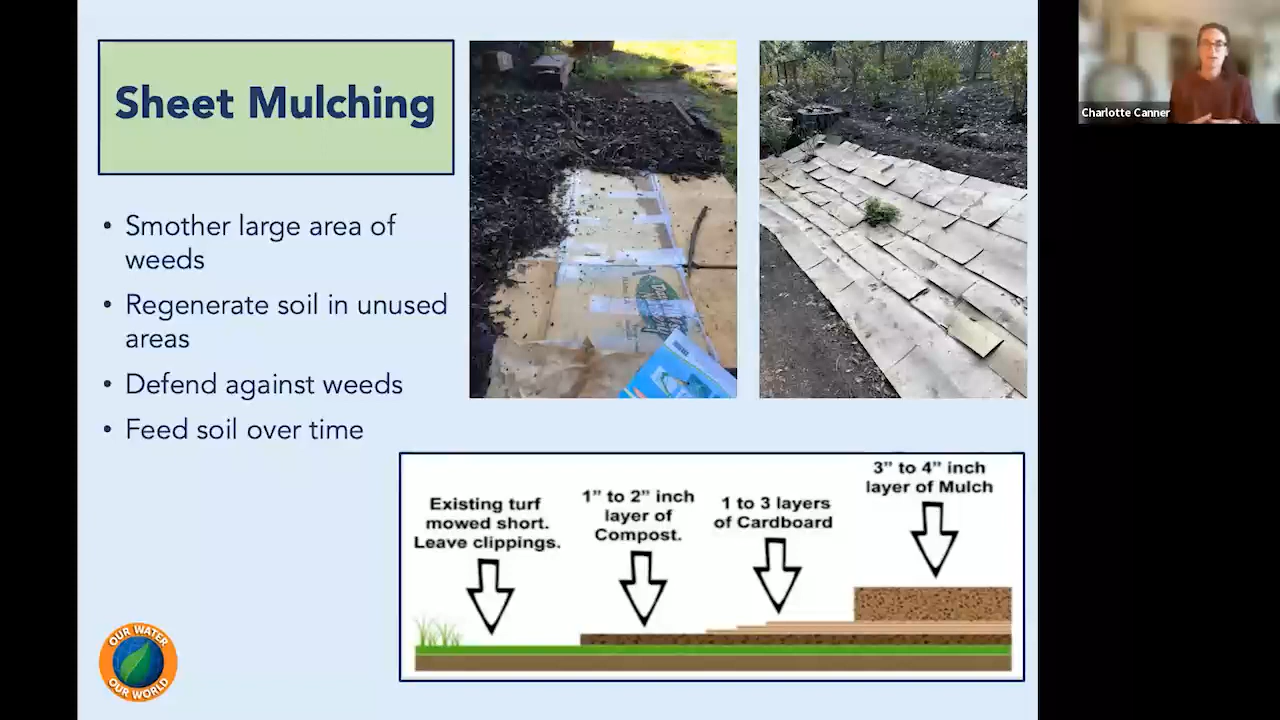 Sheet Mulching
• Smother large area of
weeds
• Regenerate soil in unused
areas
• Defend against weeds
• Feed soil over time
Existing turf
mowed short.
Leave clippings.
1” to 2” inch
layer of
Compost.
1 to 3 layers
of Cardboard
3” to 4” inch
layer of Mulch
OUR WATER
OUR WORLD
Charlotte Canner